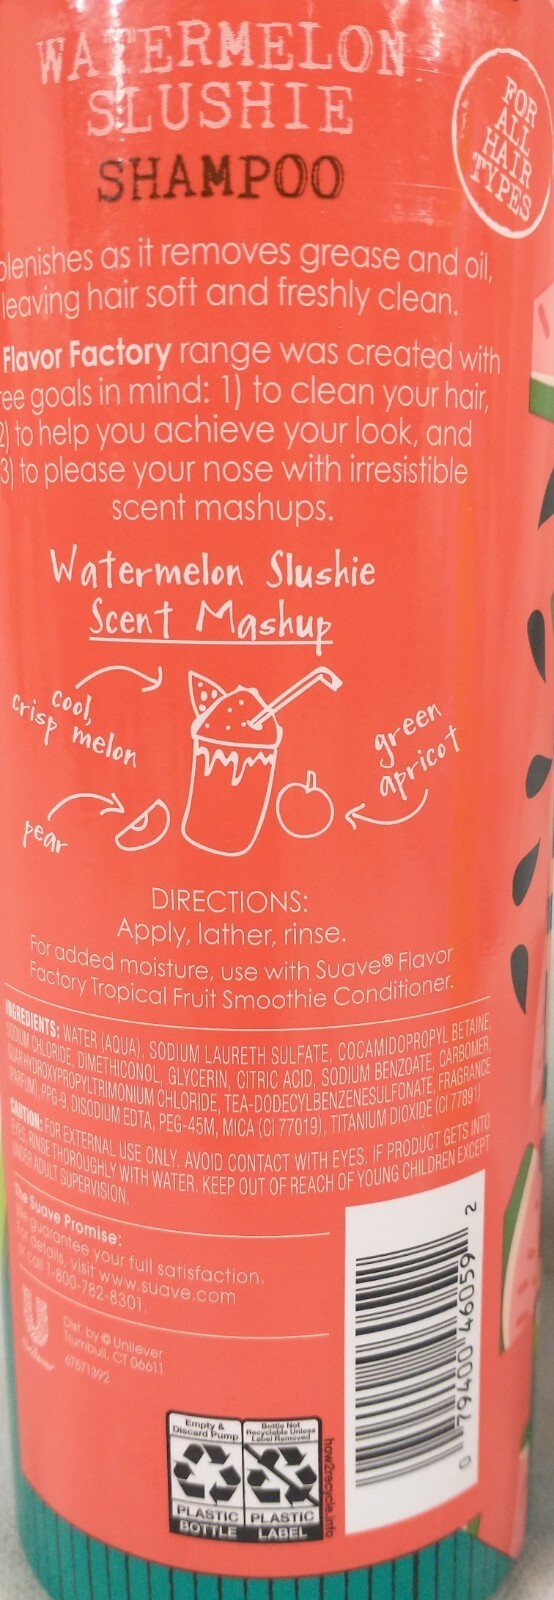 WATERMELON
SLUSHIE
SHAMPOO
FOR
ALL
HAIR
TYPES
plenishes as it removes grease and oil,
leaving hair soft and freshly clean.
Flavor Factory range was created with
ree goals in mind: 1) to clean your hair,
2) to help you achieve your look, and
3) to please your nose with irresistible
scent mashups.
Watermelon Slushie
Scent Mashup
cool,
crisp melon
green
apricot
pear
DIRECTIONS:
Apply, lather, rinse.
For added moisture, use with Suave® Flavor
Factory Tropical Fruit Smoothie Conditioner.
INGREDIENTS: WATER (AQUA), SODIUM LAURETH SULFATE, COCAMIDOPROPYL BETAINE,
SODIUM CHLORIDE, DIMETHICONOL, GLYCERIN, CITRIC ACID, SODIUM BENZOATE, CARBOMER,
GUAR HYDROXYPROPYLTRIMONIUM CHLORIDE, TEA-DODECYLBENZENESULFONATE, FRAGRANCE
(PARFUM), PPG-9, DISODIUM EDTA, PEG-45M, MICA (CI 77019), TITANIUM DIOXIDE (CI 77891)
CAUTION: FOR EXTERNAL USE ONLY. AVOID CONTACT WITH EYES. IF PRODUCT GETS INTO
EYES, RINSE THOROUGHLY WITH WATER. KEEP OUT OF REACH OF YOUNG CHILDREN EXCEPT
UNDER ADULT SUPERVISION.
The Suave Promise:
We guarantee your full satisfaction.
For details, visit www.suave.com
or call 1-800-782-8301.
Unilever
Dist. by © Unilever
Trumbull, CT 06611
67671392
0 79400 46059 2
Empty &
Discard Pump
PLASTIC
BOTTLE
Bottle Not
Recyclable Unless
Label Removed
PLASTIC
LABEL
how2recycle.info